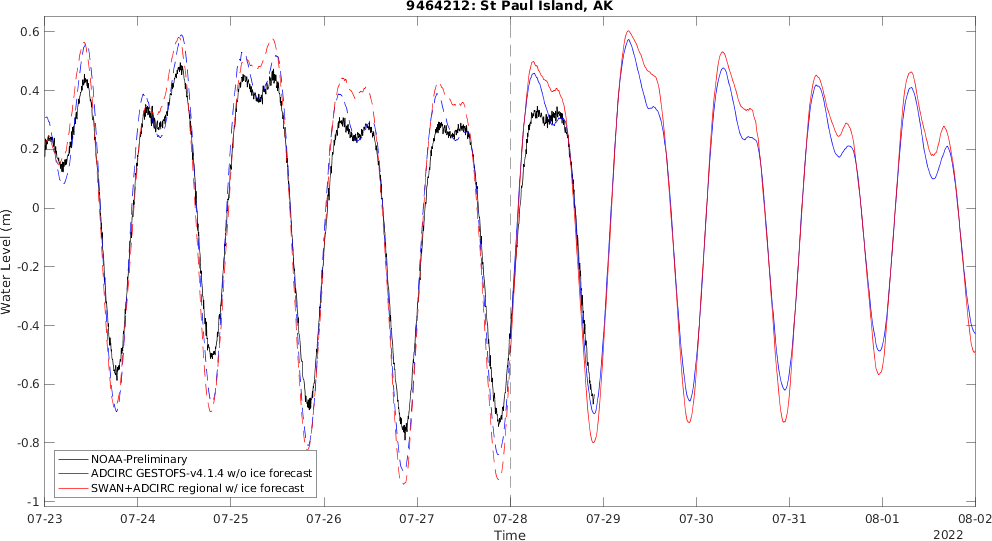 9464212: St Paul Island, AK
Water Level (m)
0.6
0.4
0.2
0
-0.2
-0.4
-0.6
-0.8
-1
NOAA-Preliminary
ADCIRC GESTOFS-v4.1.4 w/o ice forecast
SWAN+ADCIRC regional w/ ice forecast
07-23 07-24 07-25 07-26 07-27 07-28 07-29 07-30 07-31 08-01 08-02
Time
2022